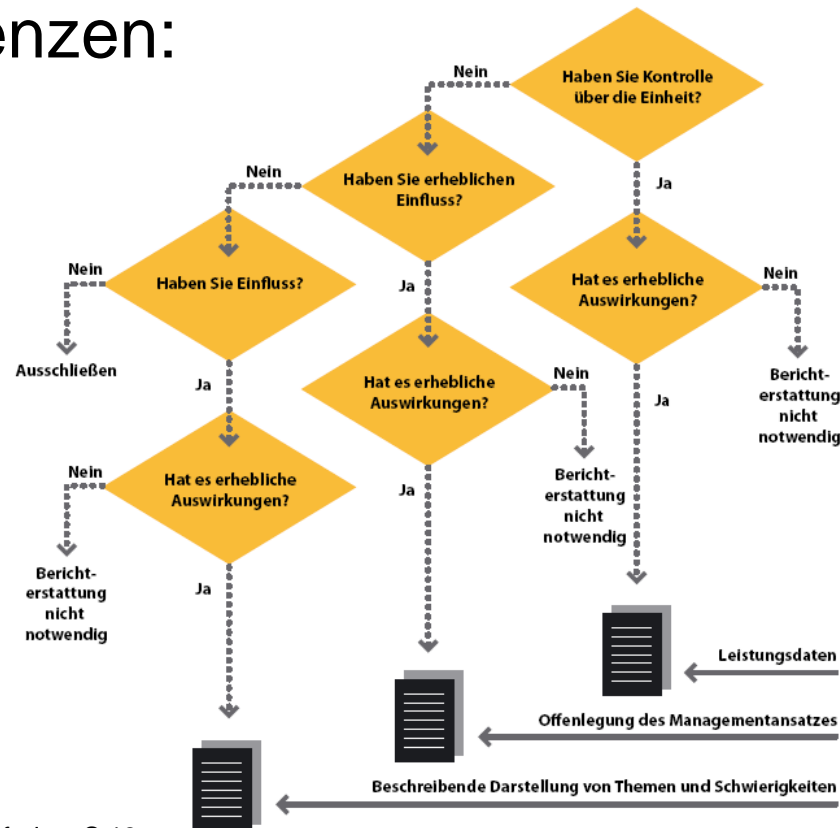 enzen:
Haben Sie Kontrolle
über die Einheit?
Nein
Ja
Haben Sie erheblichen
Einfluss?
Nein
Ja
Hat es erhebliche
Auswirkungen?
Nein
Ja
Bericht-
erstattung
nicht
notwendig
Haben Sie Einfluss?
Nein
Ja
Ausschließen
Hat es erhebliche
Auswirkungen?
Nein
Ja
Bericht-
erstattung
nicht
notwendig
Hat es erhebliche
Auswirkungen?
Nein
Ja
Bericht-
erstattung
nicht
notwendig
Leistungsdaten
Offenlegung des Managementansatzes
Beschreibende Darstellung von Themen und Schwierigkeiten